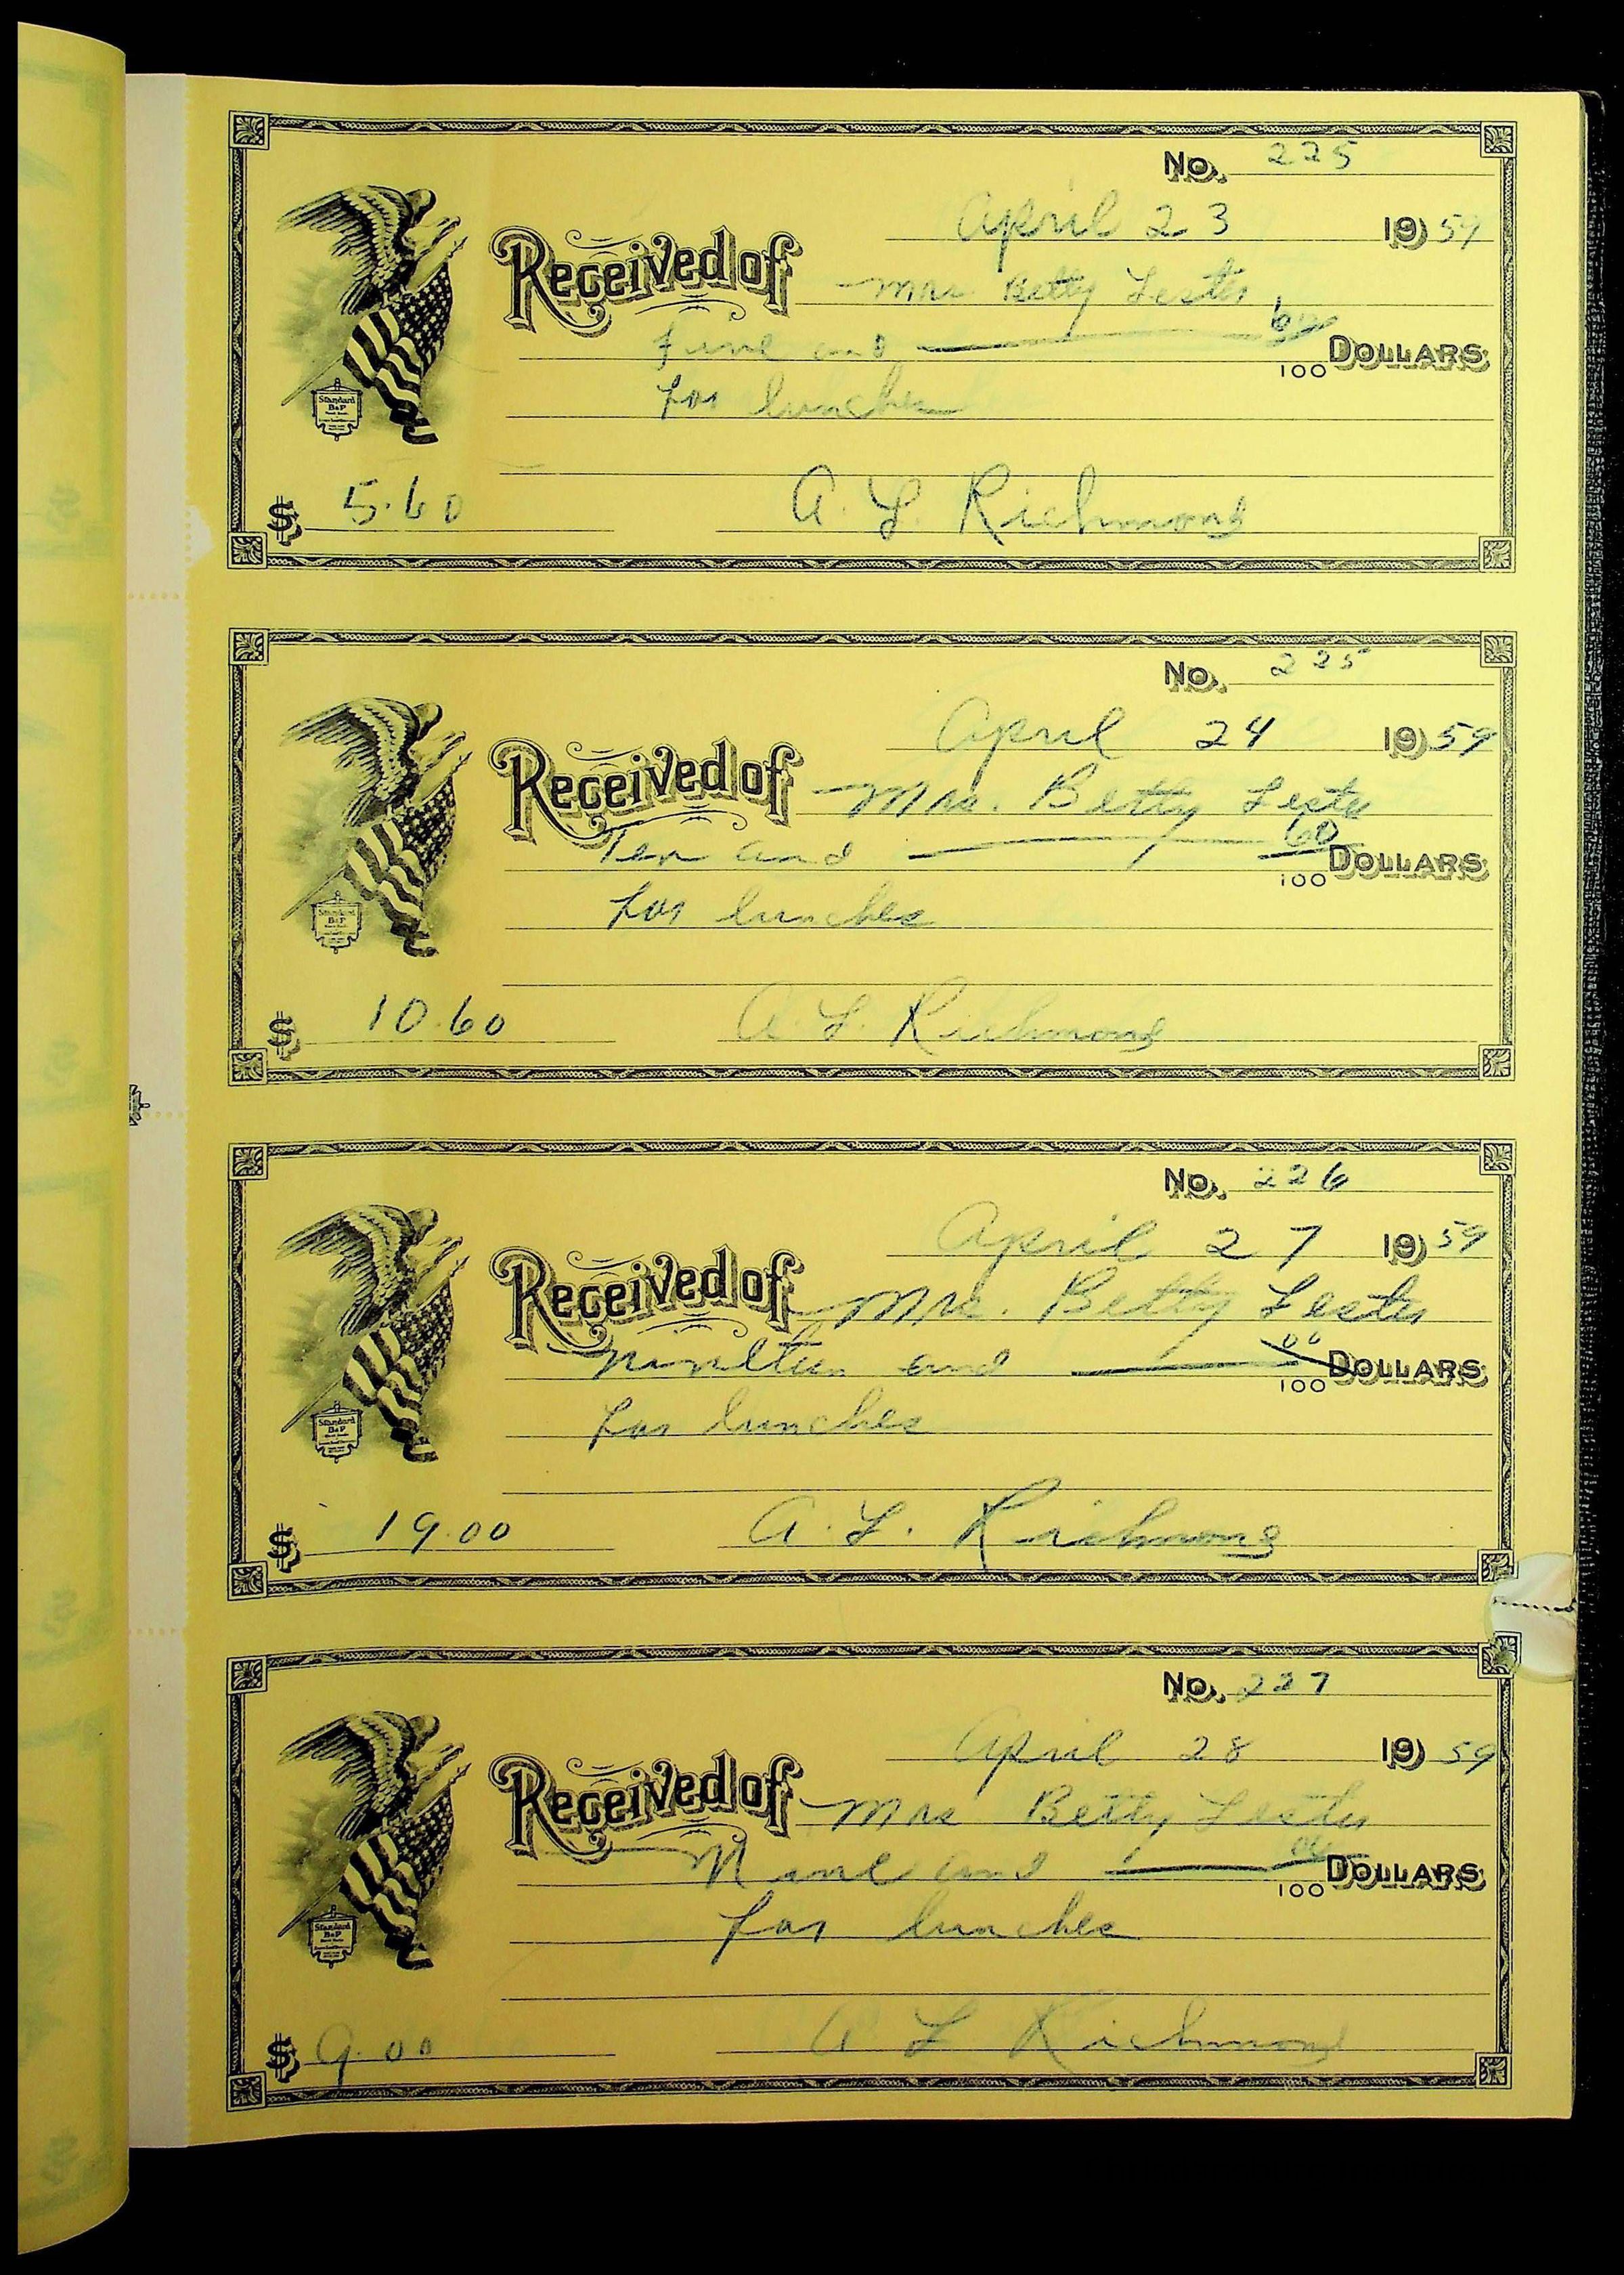 No. 225
April 23 1959
Received of Mrs Betty Lester
Five and 60/100 Dollars
for lunches
Standard
B&P
$ 5.60 A. L. Richmond
No. 225
April 24 1959
Received of Mrs. Betty Lester
Ten and 60/100 Dollars
for lunches
Standard
B&P
$ 10.60 A. L. Richmond
No. 226
April 27 1959
Received of Mrs. Betty Lester
Nineteen and 00/100 Dollars
for lunches
Standard
B&P
$ 19.00 A. L. Richmond
No. 227
April 28 1959
Received of Mrs Betty Lester
Nine and 00/100 Dollars
for lunches
Standard
B&P
$ 9.00 A L Richmond